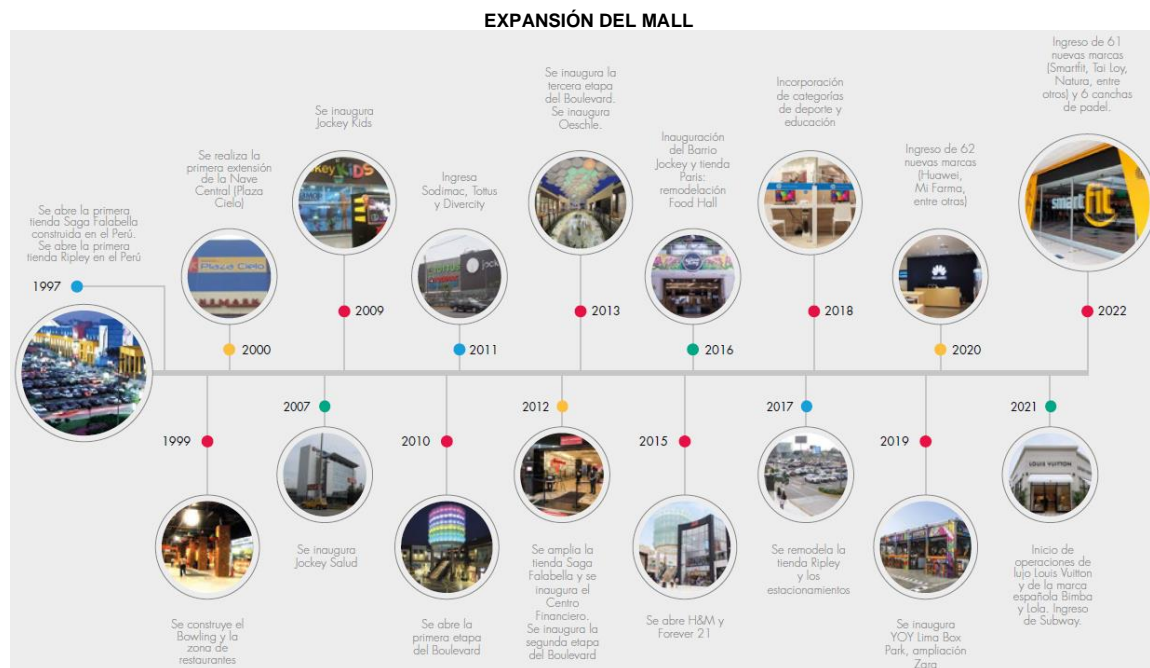 EXPANSIÓN DEL MALL
Se abre la primera
tienda Saga Falabella
construida en el Perú.
Se abre la primera
tienda Ripley en el Perú
1997
Se construye el
Bowling y la
zona de
restaurantes
1999
Se realiza la
primera extensión
de la Nave
Central (Plaza
Cielo)
Plaza Cielo
2000
2007
Se inaugura
Jockey Salud
Se inaugura
Jockey Kids
KiDS
2009
2010
Se abre la
primera etapa
del Boulevard
Ingresa
Sodimac, Tottus
y Divercity
2011
2012
Se amplia la
tienda Saga
Falabella y se
inaugura el
Centro
Financiero.
Se inaugura la
segunda etapa
del Boulevard
Se inaugura la
tercera etapa
del Boulevard.
Se inaugura
Oeschle.
2013
2015
Se abre H&M y
Forever 21
Inauguración
del Barrio
Jockey y tienda
Paris:
remodelación
Food Hall
2016
2017
Se remodela la
tienda Ripley
y los
estacionamientos
Incorporación
de categorías
de deporte y
educación
2018
2019
Se inaugura
YOY Lima Box
Park, ampliación
Zara
Ingreso de 62
nuevas marcas
(Huawei,
Mi Farma,
entre otras)
HUAWEI
2020
2021
LOUIS VUITTON
Inicio de
operaciones de
lujo Louis Vuitton
y de la marca
española Bimba
y Lola. Ingreso
de Subway.
Ingreso de 61
nuevas marcas
(Smartfit, Tai Loy,
Natura, entre
otros) y 6 canchas
de padel.
smart fit
2022